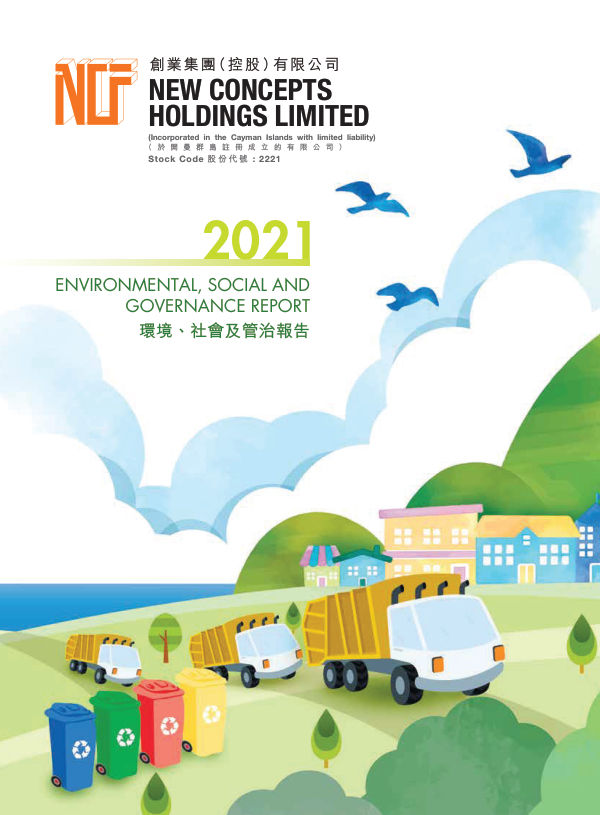 NCF
創業集團（控股）有限公司
NEW CONCEPTS
HOLDINGS LIMITED
(Incorporated in the Cayman Islands with limited liability)
（於開曼群島註冊成立的有限公司）
Stock Code 股份代號 : 2221
2021
ENVIRONMENTAL, SOCIAL AND
GOVERNANCE REPORT
環境、社會及管治報告